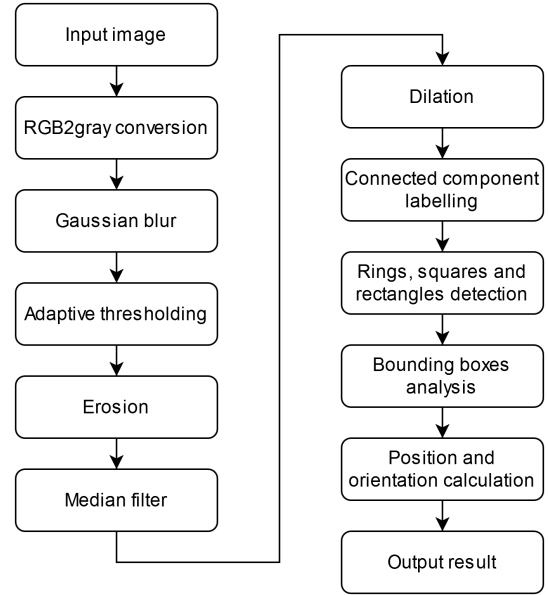 Input image
RGB2gray conversion
Gaussian blur
Adaptive thresholding
Erosion
Median filter
Dilation
Connected component
labelling
Rings, squares and
rectangles detection
Bounding boxes
analysis
Position and
orientation calculation
Output result